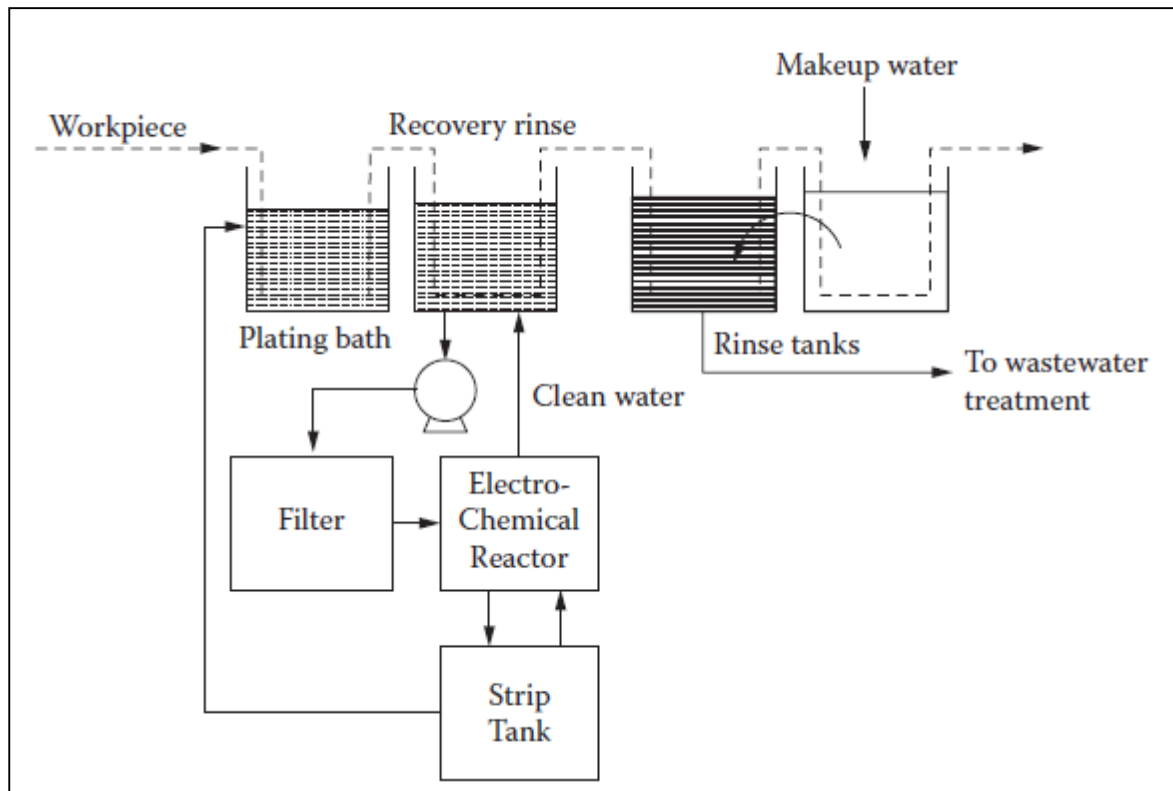 Makeup water
Workpiece
Recovery rinse
Plating bath
Rinse tanks
To wastewater
treatment
Clean water
Filter
Electro-
Chemical
Reactor
Strip
Tank